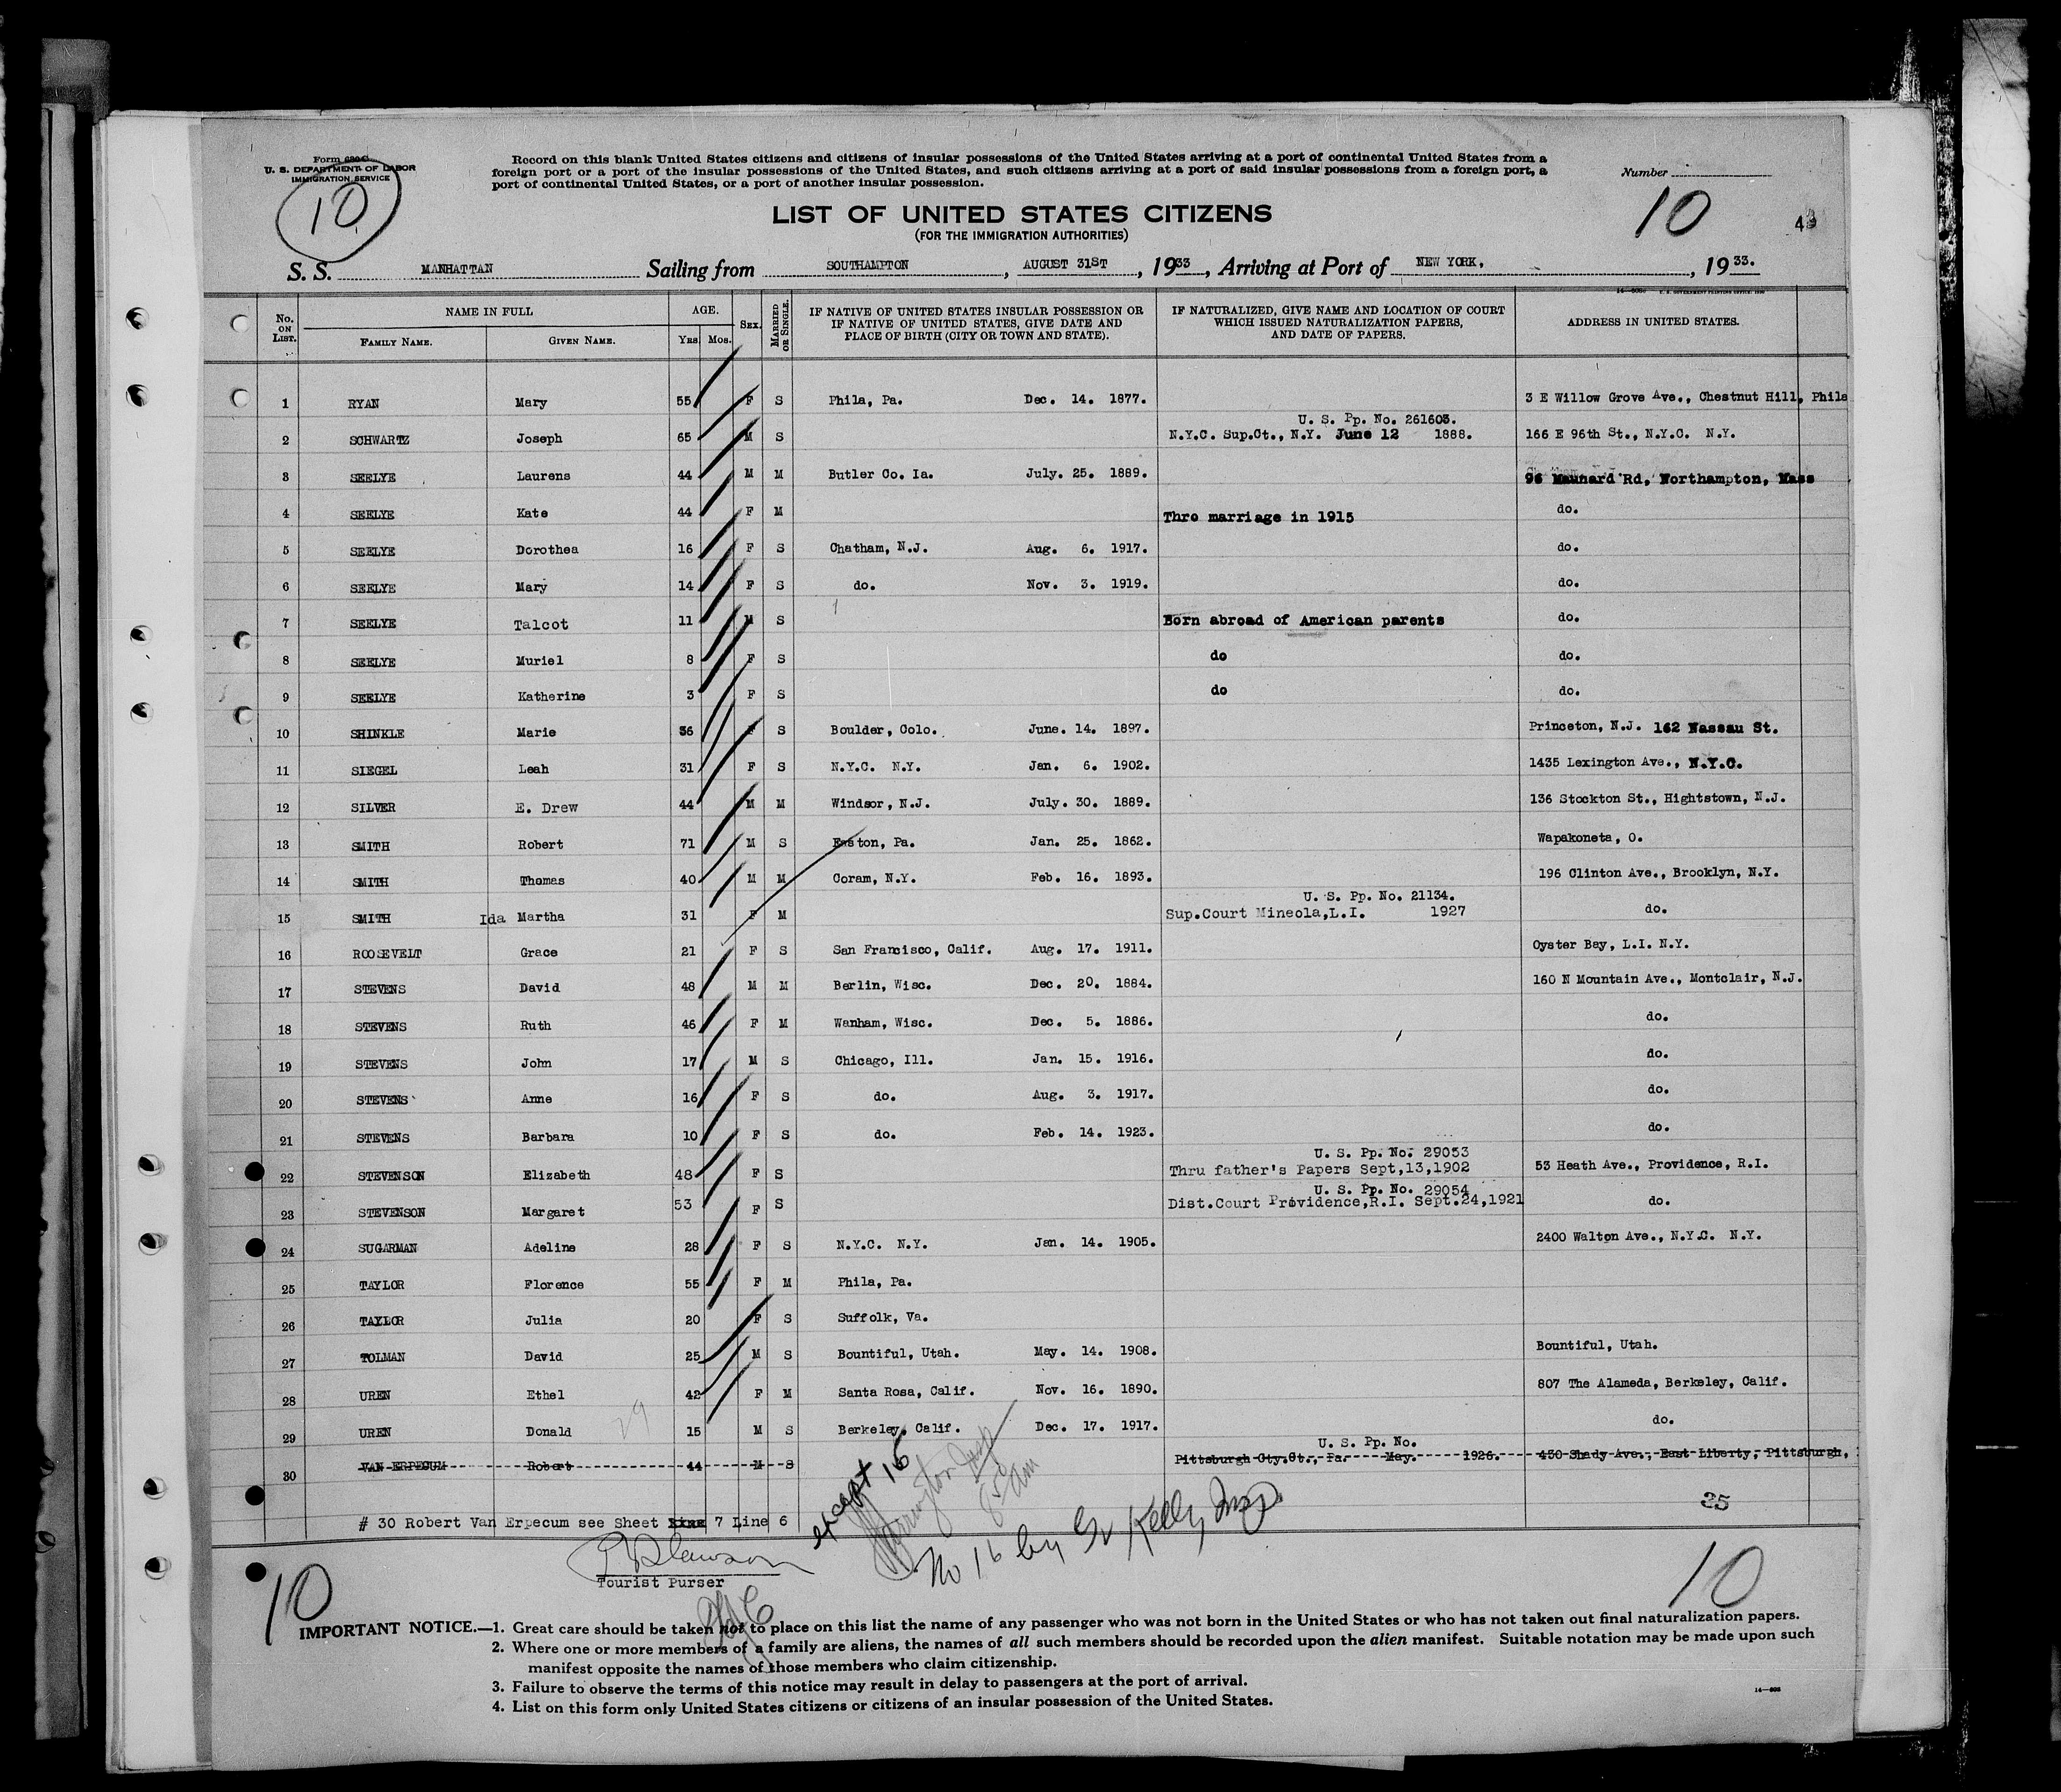 Form 630-C
U. S. DEPARTMENT OF LABOR
IMMIGRATION SERVICE
10
Record on this blank United States citizens and citizens of insular possessions of the United States arriving at a port of continental United States from a
foreign port or a port of the insular possessions of the United States, and such citizens arriving at a port of said insular possessions from a foreign port, a
port of continental United States, or a port of another insular possession.
Number
10
LIST OF UNITED STATES CITIZENS
(FOR THE IMMIGRATION AUTHORITIES)
S. S. MANHATTAN Sailing from SOUTHAMPTON, AUGUST 31ST, 1933, Arriving at Port of NEW YORK, , 1933.
No. ON LIST. NAME IN FULL FAMILY NAME. GIVEN NAME. AGE. Yrs. Mos. SEX. MARRIED OR SINGLE. IF NATIVE OF UNITED STATES INSULAR POSSESSION OR IF NATIVE OF UNITED STATES, GIVE DATE AND PLACE OF BIRTH (CITY OR TOWN AND STATE). IF NATURALIZED, GIVE NAME AND LOCATION OF COURT WHICH ISSUED NATURALIZATION PAPERS, AND DATE OF PAPERS. ADDRESS IN UNITED STATES.
1 RYAN Mary 55 F S Phila, Pa. Dec. 14. 1877. 3 E Willow Grove Ave., Chestnut Hill, Phila
U. S. Pp. No. 261605.
2 SCHWARTZ Joseph 65 M S N.Y.C. Sup.Ct., N.Y. June 12 1888. 166 E 96th St., N.Y.C. N.Y.
3 SEELYE Laurens 44 M M Butler Co. Ia. July. 25. 1889. 96 Maunard Rd, Northampton, Mass
4 SEELYE Kate 44 F M Thro marriage in 1915 do.
5 SEELYE Dorothea 16 F S Chatham, N.J. Aug. 6. 1917. do.
6 SEELYE Mary 14 F S do. Nov. 3. 1919. do.
7 SEELYE Talcot 11 M S Born abroad of American parents do.
8 SEELYE Muriel 8 F S do do.
9 SEELYE Katherine 3 F S do do.
10 SHINKLE Marie 36 F S Boulder, Colo. June. 14. 1897. Princeton, N.J. 162 Nassau St.
11 SIEGEL Leah 31 F S N.Y.C. N.Y. Jan. 6. 1902. 1435 Lexington Ave., N.Y.C.
12 SILVER E. Drew 44 M M Windsor, N.J. July. 30. 1889. 136 Stockton St., Hightstown, N.J.
13 SMITH Robert 71 M S Easton, Pa. Jan. 25. 1862. Wapakoneta, O.
14 SMITH Thomas 40 M M Coram, N.Y. Feb. 16. 1893. 196 Clinton Ave., Brooklyn, N.Y.
U. S. Pp. No. 21134.
15 SMITH Ida Martha 31 F M Sup.Court Mineola,L.I. 1927 do.
16 ROOSEVELT Grace 21 F S San Francisco, Calif. Aug. 17. 1911. Oyster Bay, L.I. N.Y.
17 STEVENS David 48 M M Berlin, Wisc. Dec. 20. 1884. 160 N Mountain Ave., Montclair, N.J.
18 STEVENS Ruth 46 F M Wanham, Wisc. Dec. 5. 1886. do.
19 STEVENS John 17 M S Chicago, Ill. Jan. 15. 1916. do.
20 STEVENS Anne 16 F S do. Aug. 3. 1917. do.
21 STEVENS Barbara 10 F S do. Feb. 14. 1923. do.
U. S. Pp. No. 29053
22 STEVENSON Elizabeth 48 F S Thru father's Papers Sept,13,1902 53 Heath Ave., Providence, R.I.
U. S. Pp. No. 29054
23 STEVENSON Margaret 53 F S Dist.Court Providence,R.I. Sept.24,1921 do.
24 SUGARMAN Adeline 28 F S N.Y.C. N.Y. Jan. 14. 1905. 2400 Walton Ave., N.Y.C. N.Y.
25 TAYLOR Florence 55 F M Phila, Pa.
26 TAYLOR Julia 20 F S Suffolk, Va.
27 TOLMAN David 25 M S Bountiful, Utah. May. 14. 1908. Bountiful, Utah.
28 UREN Ethel 42 F M Santa Rosa, Calif. Nov. 16. 1890. 807 The Alameda, Berkeley, Calif.
29 UREN Donald 15 M S Berkeley, Calif. Dec. 17. 1917. do.
29
U. S. Pp. No.
30 VAN ERPECUM Robert 44 M S Pittsburgh Cty.Ct., Pa. May. 1926. 430 Shady Ave., East Liberty, Pittsburgh,
35
# 30 Robert Van Erpecum see Sheet 7 Line 6
except 16
No 16 by Kelly Insp
Tourist Purser
10
10
IMPORTANT NOTICE.—1. Great care should be taken not to place on this list the name of any passenger who was not born in the United States or who has not taken out final naturalization papers.
2. Where one or more members of a family are aliens, the names of all such members should be recorded upon the alien manifest. Suitable notation may be made upon such
manifest opposite the names of those members who claim citizenship.
3. Failure to observe the terms of this notice may result in delay to passengers at the port of arrival.
4. List on this form only United States citizens or citizens of an insular possession of the United States.